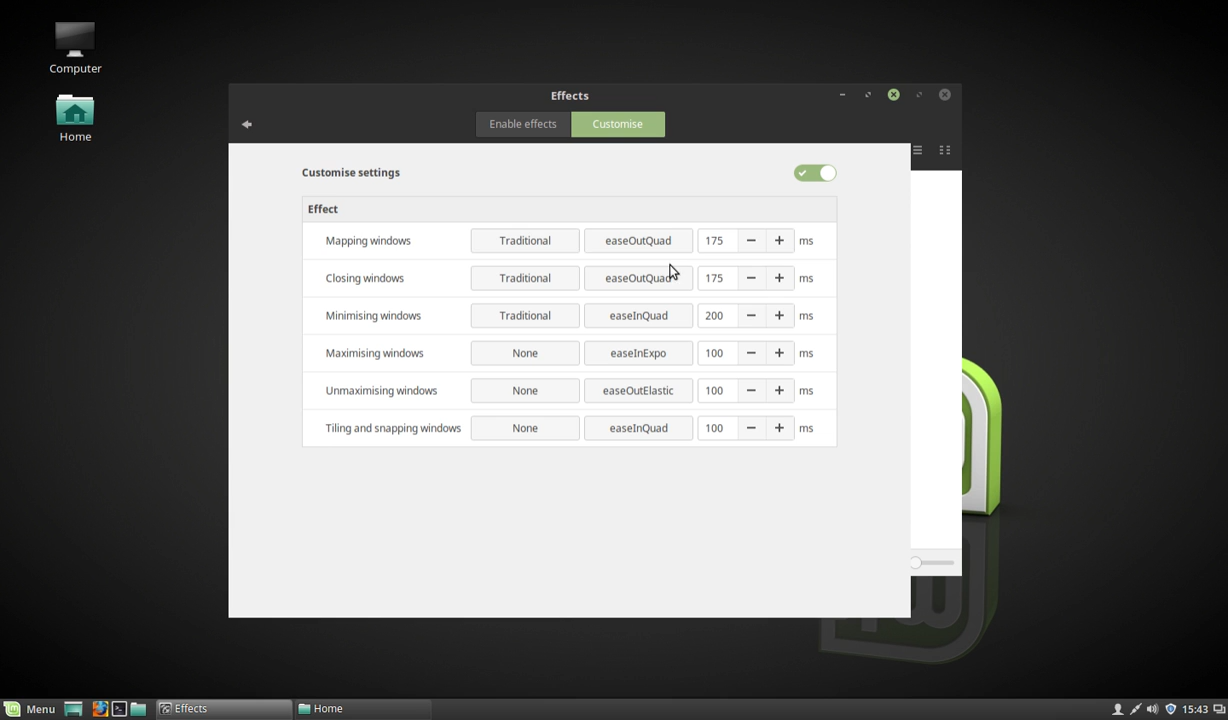 Computer
Home
Effects
Enable effects Customise
Customise settings
Effect
Mapping windows Traditional easeOutQuad 175 − + ms
Closing windows Traditional easeOutQuad 175 − + ms
Minimising windows Traditional easeInQuad 200 − + ms
Maximising windows None easeInExpo 100 − + ms
Unmaximising windows None easeOutElastic 100 − + ms
Tiling and snapping windows None easeInQuad 100 − + ms
Menu Effects Home 15:43